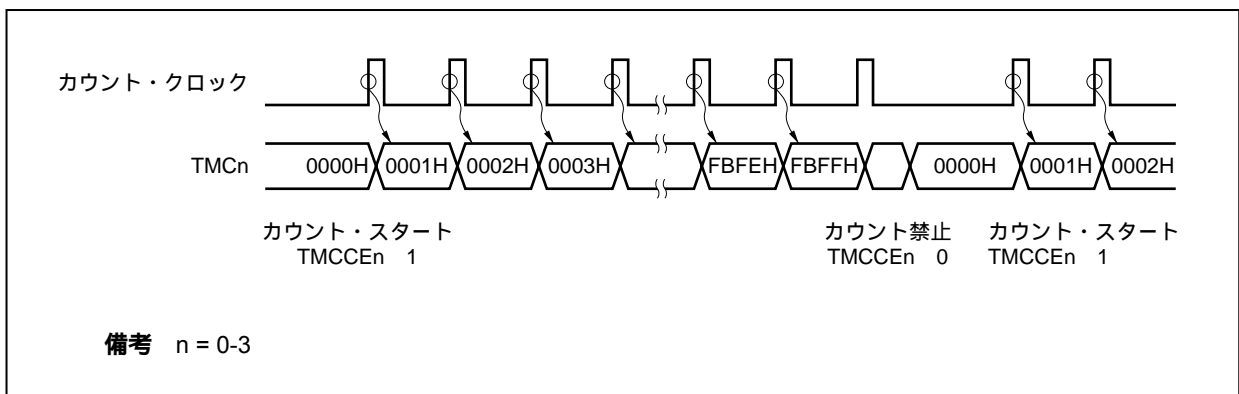 カウント・クロック
TMCn 0000H 0001H 0002H 0003H FBFEH FBFFH 0000H 0001H 0002H
カウント・スタート カウント禁止 カウント・スタート
TMCCEn 1 TMCCEn 0 TMCCEn 1
備考 n = 0-3